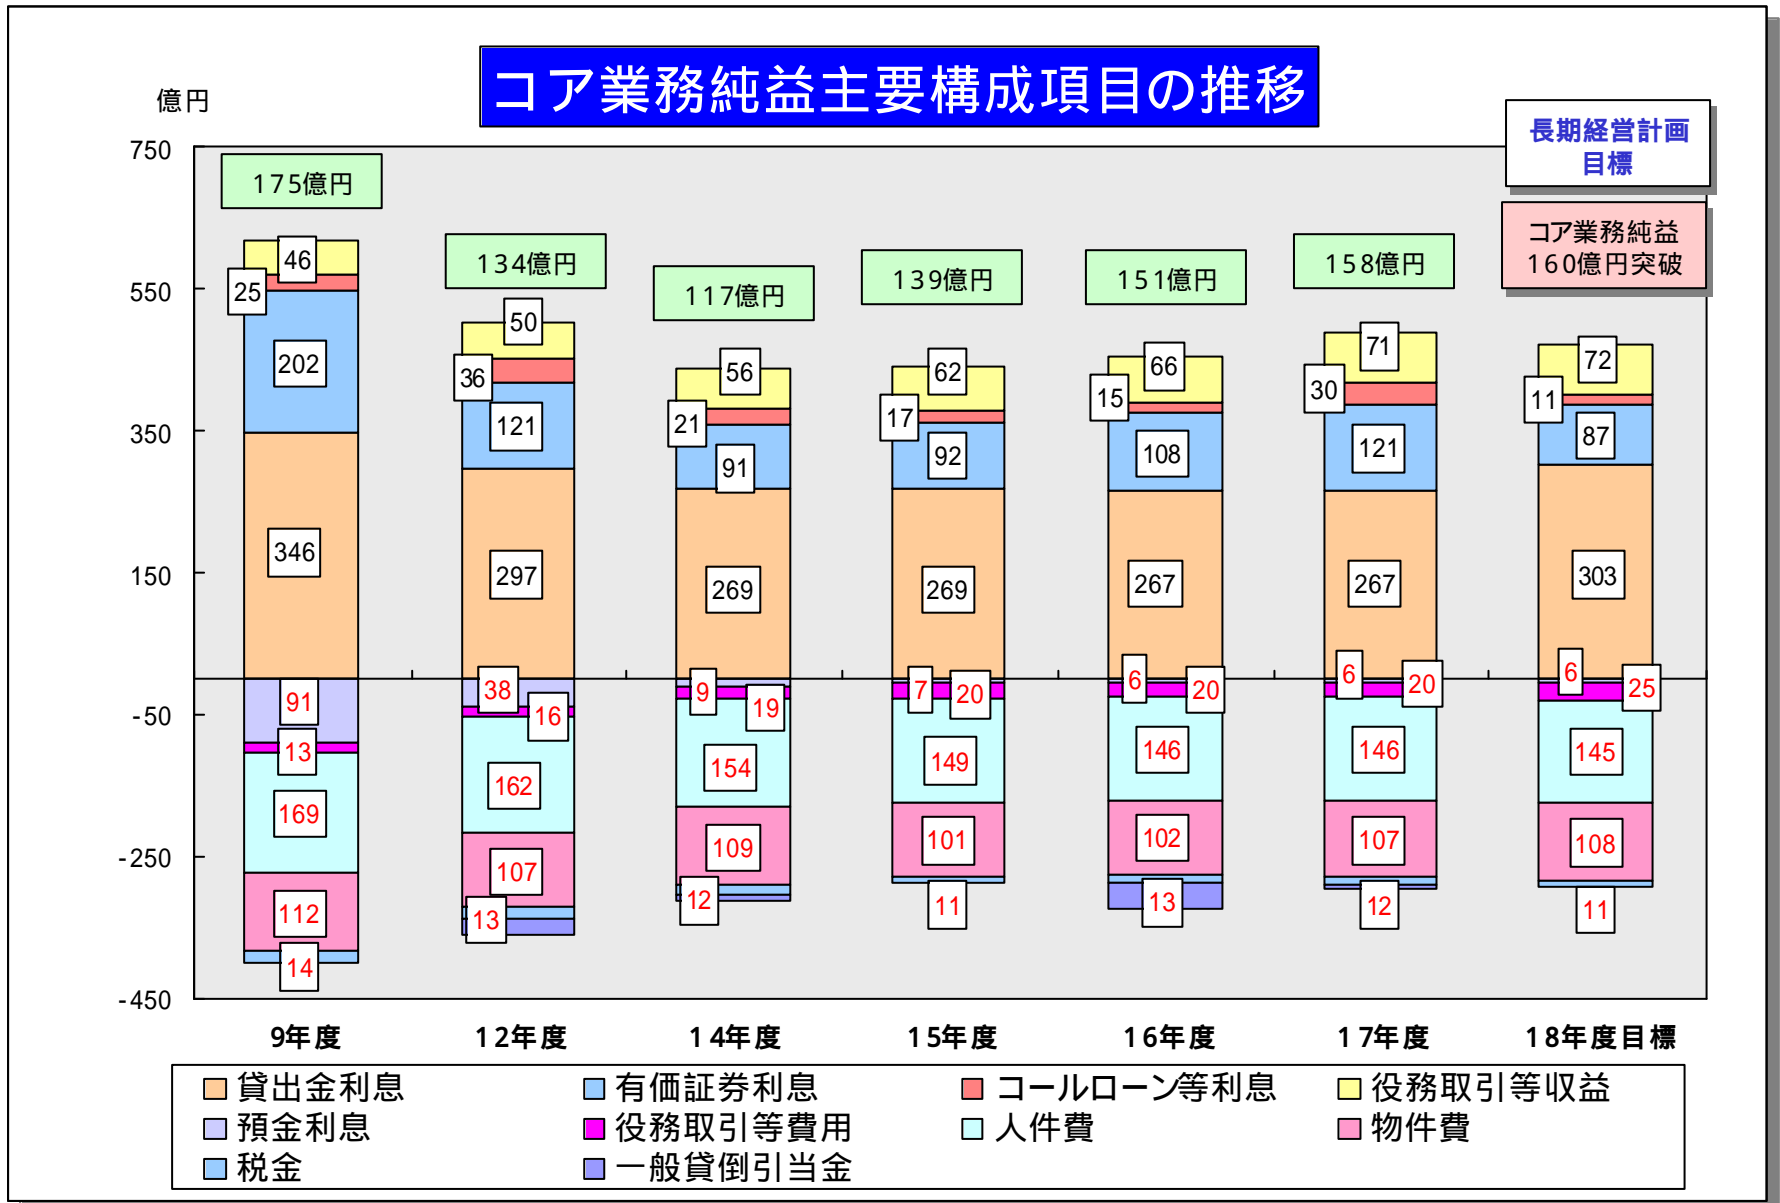 コア業務純益主要構成項目の推移
億円
長期経営計画
目標
コア業務純益
160億円突破
175億円
134億円
117億円
139億円
151億円
158億円
750
550
350
150
-50
-250
-450
46
25
202
346
91
13
169
112
14
50
36
121
297
38
16
162
107
13
56
21
91
269
9
19
154
109
12
62
17
92
269
7
20
149
101
11
66
15
108
267
6
20
146
102
13
71
30
121
267
6
20
146
107
12
72
11
87
303
6
25
145
108
11
9年度
12年度
14年度
15年度
16年度
17年度
18年度目標
貸出金利息
有価証券利息
コールローン等利息
役務取引等収益
預金利息
役務取引等費用
人件費
物件費
税金
一般貸倒引当金